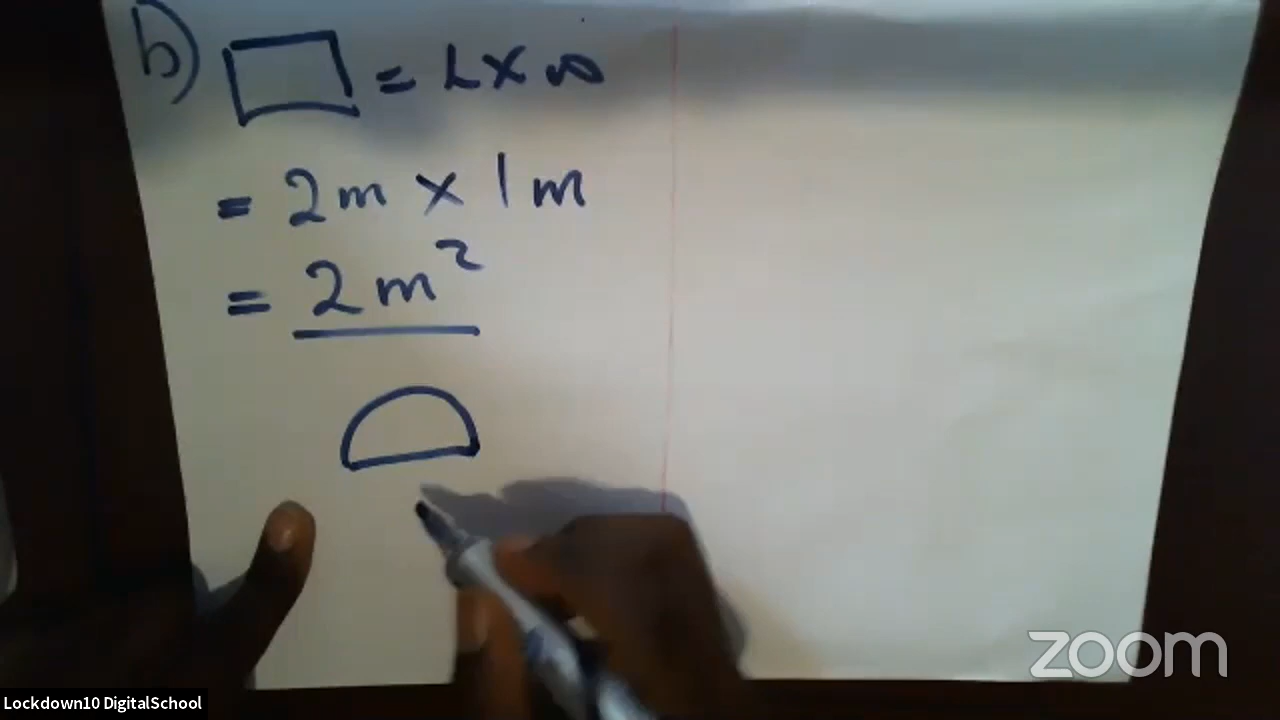 b) = L X w
= 2m x 1m
= 2m²
zoom
Lockdown10 DigitalSchool